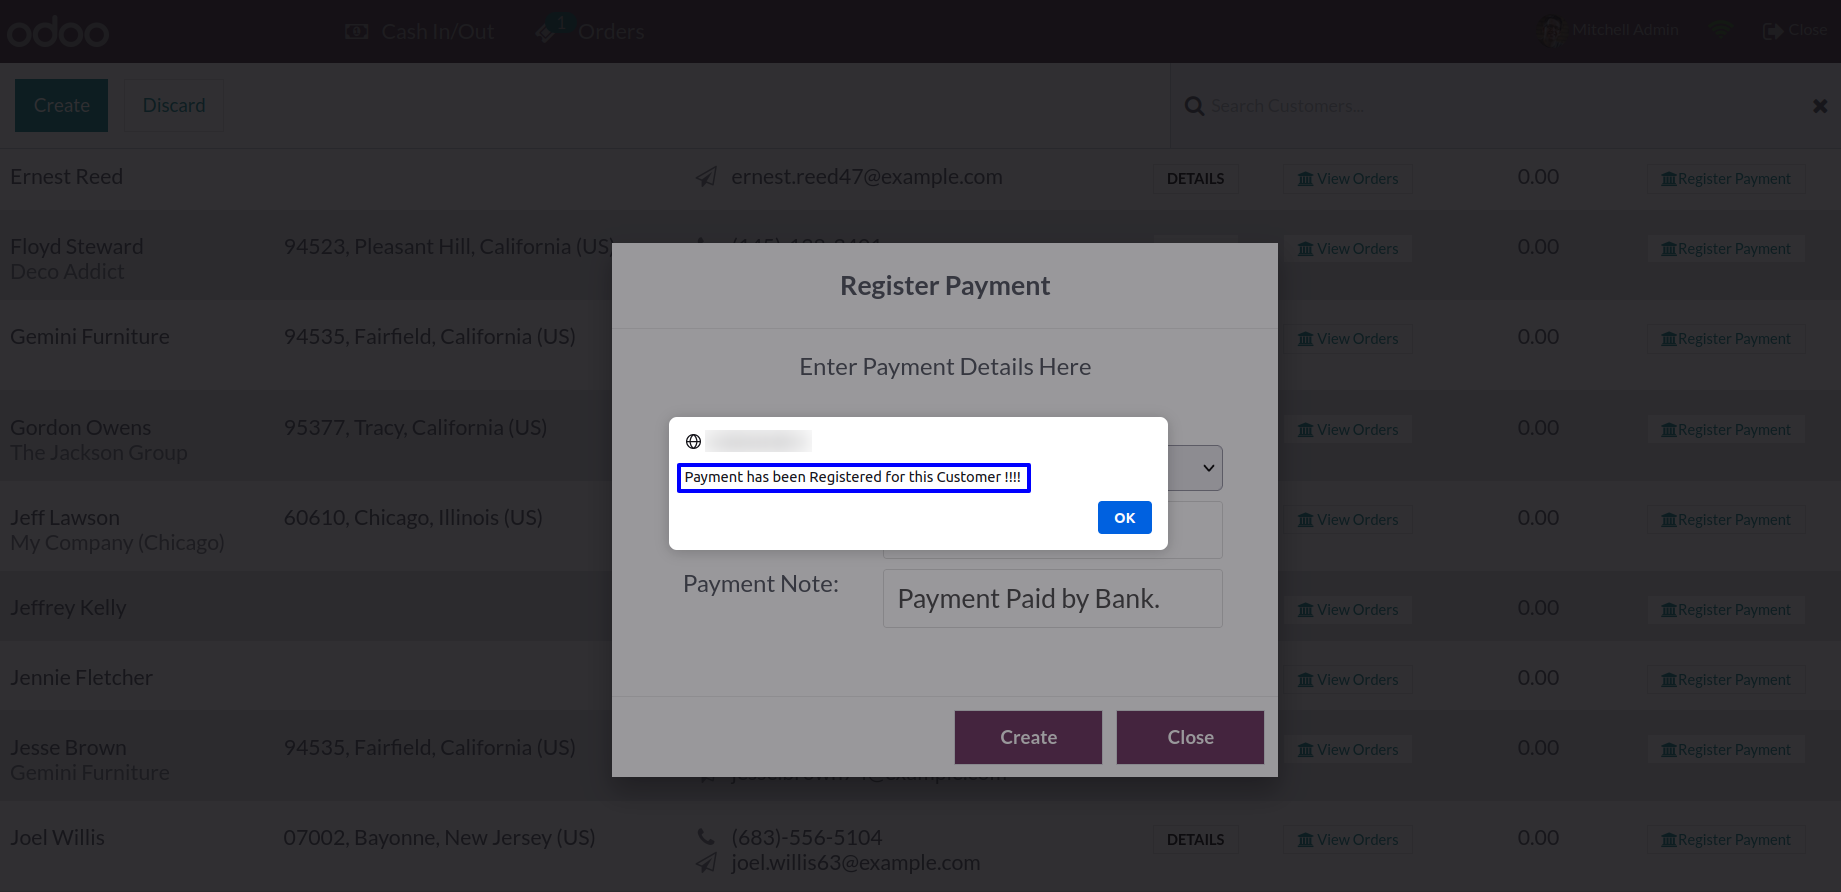 odoo
Cash In/Out
1
Orders
Mitchell Admin
Close
Create
Discard
Search Customers...
Ernest Reed
ernest.reed47@example.com
DETAILS
View Orders
0.00
Register Payment
Floyd Steward
Deco Addict
94523, Pleasant Hill, California (US)
View Orders
0.00
Register Payment
Gemini Furniture
94535, Fairfield, California (US)
View Orders
0.00
Register Payment
Gordon Owens
The Jackson Group
95377, Tracy, California (US)
View Orders
0.00
Register Payment
Jeff Lawson
My Company (Chicago)
60610, Chicago, Illinois (US)
View Orders
0.00
Register Payment
Jeffrey Kelly
View Orders
0.00
Register Payment
Jennie Fletcher
View Orders
0.00
Register Payment
Jesse Brown
Gemini Furniture
94535, Fairfield, California (US)
View Orders
0.00
Register Payment
Joel Willis
07002, Bayonne, New Jersey (US)
(683)-556-5104
joel.willis63@example.com
DETAILS
View Orders
0.00
Register Payment
Register Payment
Enter Payment Details Here
Payment has been Registered for this Customer !!!!
OK
Payment Note:
Payment Paid by Bank.
Create
Close